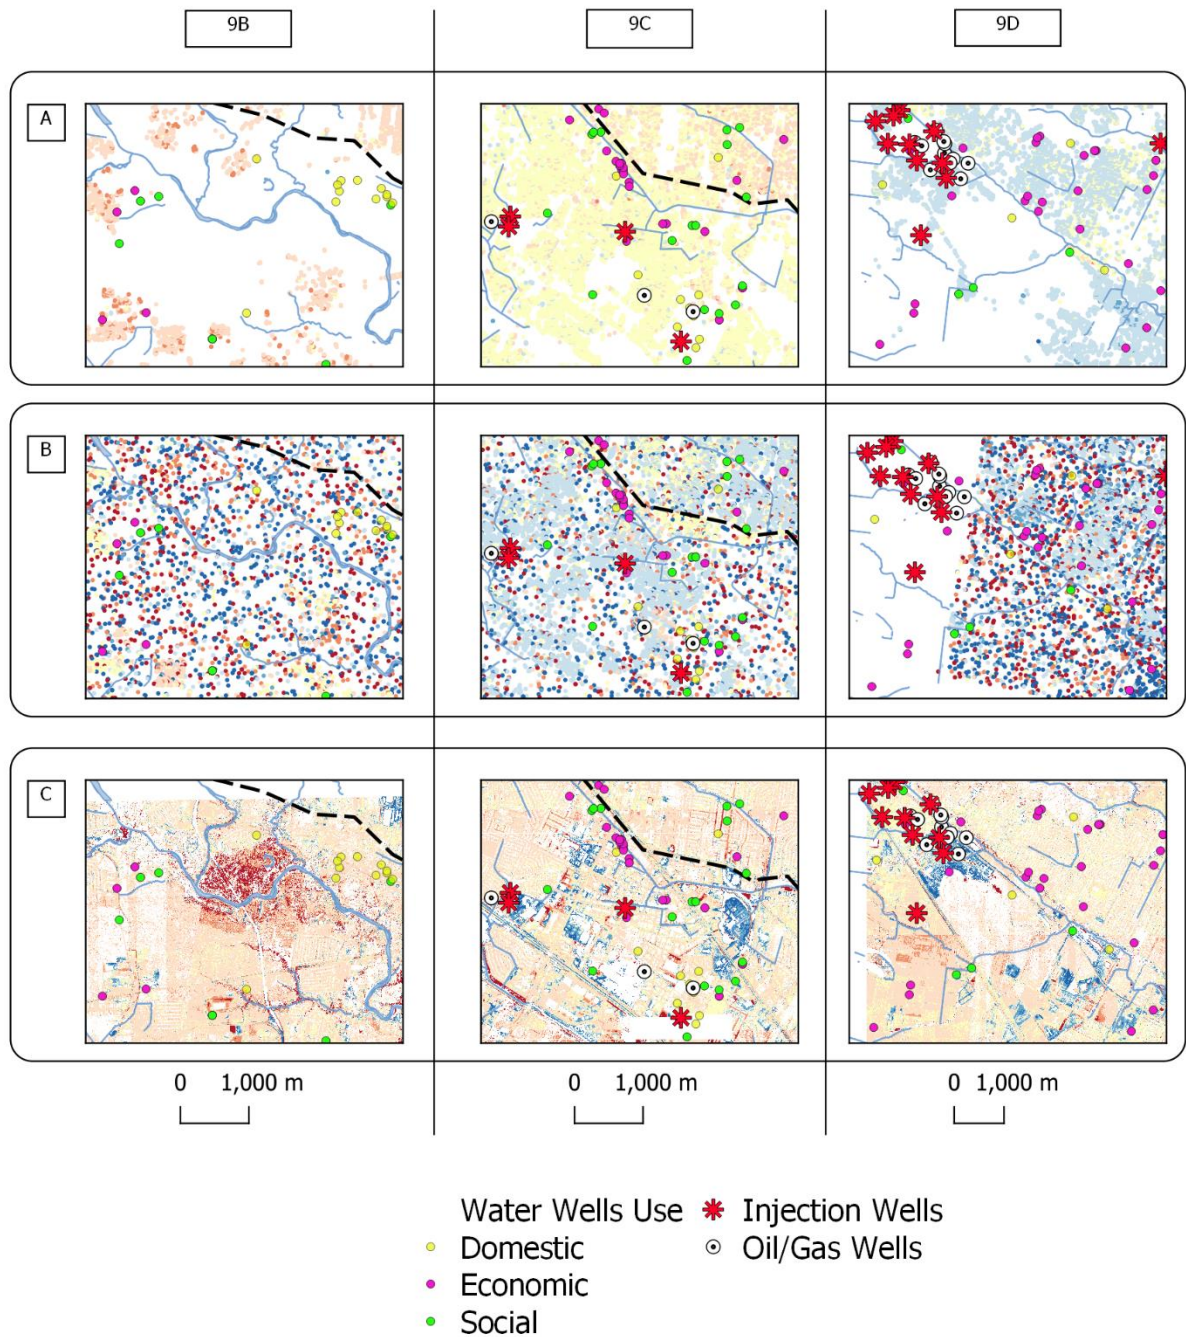 9B 9C 9D
A
B
C
0 1,000 m 0 1,000 m 0 1,000 m
Water Wells Use Injection Wells
Domestic Oil/Gas Wells
Economic
Social